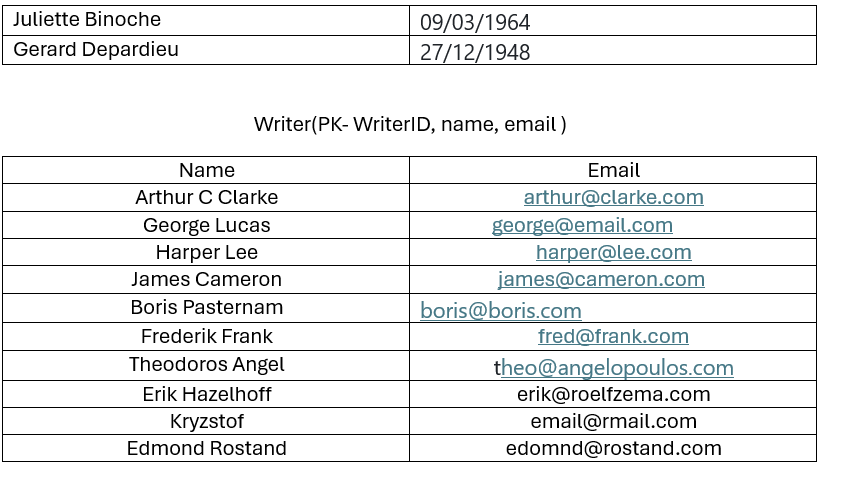 Juliette Binoche 09/03/1964
Gerard Depardieu 27/12/1948
Writer(PK- WriterID, name, email )
Name Email
Arthur C Clarke arthur@clarke.com
George Lucas george@email.com
Harper Lee harper@lee.com
James Cameron james@cameron.com
Boris Pasternam boris@boris.com
Frederik Frank fred@frank.com
Theodoros Angel theo@angelopoulos.com
Erik Hazelhoff erik@roelfzema.com
Kryzstof email@rmail.com
Edmond Rostand edomnd@rostand.com